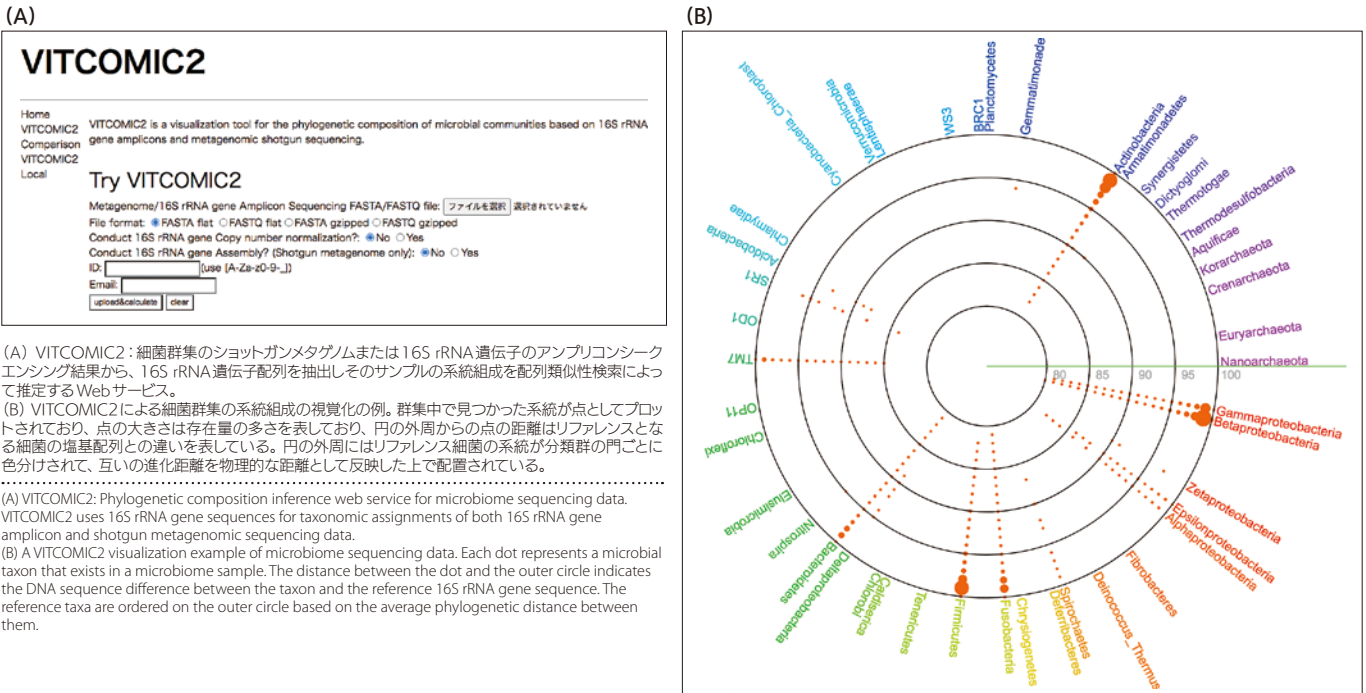 (A)
VITCOMIC2
Home
VITCOMIC2
Comparison
VITCOMIC2
Local
VITCOMIC2 is a visualization tool for the phylogenetic composition of microbial communities based on 16S rRNA
gene amplicons and metagenomic shotgun sequencing.
Try VITCOMIC2
Metagenome/16S rRNA gene Amplicon Sequencing FASTA/FASTQ file: ファイルを選択 選択されていません
File format: FASTA flat FASTQ flat FASTA gzipped FASTQ gzipped
Conduct 16S rRNA gene Copy number normalization?: No Yes
Conduct 16S rRNA gene Assembly? (Shotgun metagenome only): No Yes
ID: (use [A-Za-z0-9-_])
Email:
upload&calculate clear
(A) VITCOMIC2：細菌群集のショットガンメタゲノムまたは16S rRNA遺伝子のアンプリコンシーク
エンシング結果から、16S rRNA遺伝子配列を抽出しそのサンプルの系統組成を配列類似性検索によっ
て推定するWebサービス。
(B) VITCOMIC2による細菌群集の系統組成の視覚化の例。群集中で見つかった系統が点としてプロッ
トされており、点の大きさは存在量の多さを表しており、円の外周からの点の距離はリファレンスとな
る細菌の塩基配列との違いを表している。円の外周にはリファレンス細菌の系統が分類群の門ごとに
色分けされて、互いの進化距離を物理的な距離として反映した上で配置されている。
(A) VITCOMIC2: Phylogenetic composition inference web service for microbiome sequencing data.
VITCOMIC2 uses 16S rRNA gene sequences for taxonomic assignments of both 16S rRNA gene
amplicon and shotgun metagenomic sequencing data.
(B) A VITCOMIC2 visualization example of microbiome sequencing data. Each dot represents a microbial
taxon that exists in a microbiome sample. The distance between the dot and the outer circle indicates
the DNA sequence difference between the taxon and the reference 16S rRNA gene sequence. The
reference taxa are ordered on the outer circle based on the average phylogenetic distance between
them.
(B)
Cyanobacteria_Chloroplast
Verrucomicrobia
Lentisphaerae
WS3
BRC1
Planctomycetes
Gemmatimonade
Actinobacteria
Armatimonadetes
Synergistetes
Dictyoglomi
Thermotogae
Thermodesulfobacteria
Aquificae
Korarchaeota
Crenarchaeota
Euryarchaeota
Nanoarchaeota
80 85 90 95 100
Gammaproteobacteria
Betaproteobacteria
Zetaproteobacteria
Epsilonproteobacteria
Alphaproteobacteria
Fibrobacteres
Deinococcus_Thermus
Spirochaetes
Deferribacteres
Chrysiogenetes
Fusobacteria
Firmicutes
Tenericutes
Caldiserica
Chlorobi
Deltaproteobacteria
Bacteroidetes
Nitrospira
Elusimicrobia
Chloroflexi
OP11
TM7
OD1
SR1
Acidobacteria
Chlamydiae